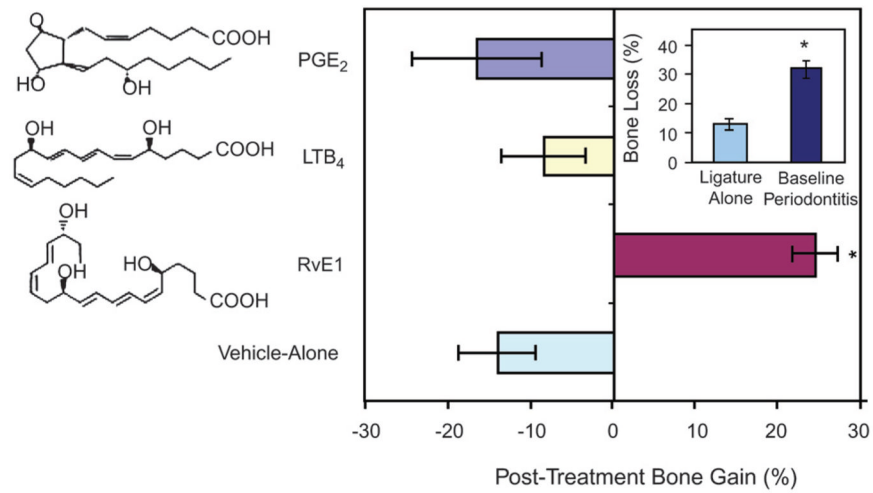 O
COOH
HO
OH
PGE2
OH
OH
COOH
LTB4
OH
OH
HO
COOH
RvE1
Vehicle-Alone
Bone Loss (%)
40
30
20
10
0
*
Ligature
Alone
Baseline
Periodontitis
*
-30
-20
-10
0
10
20
30
Post-Treatment Bone Gain (%)